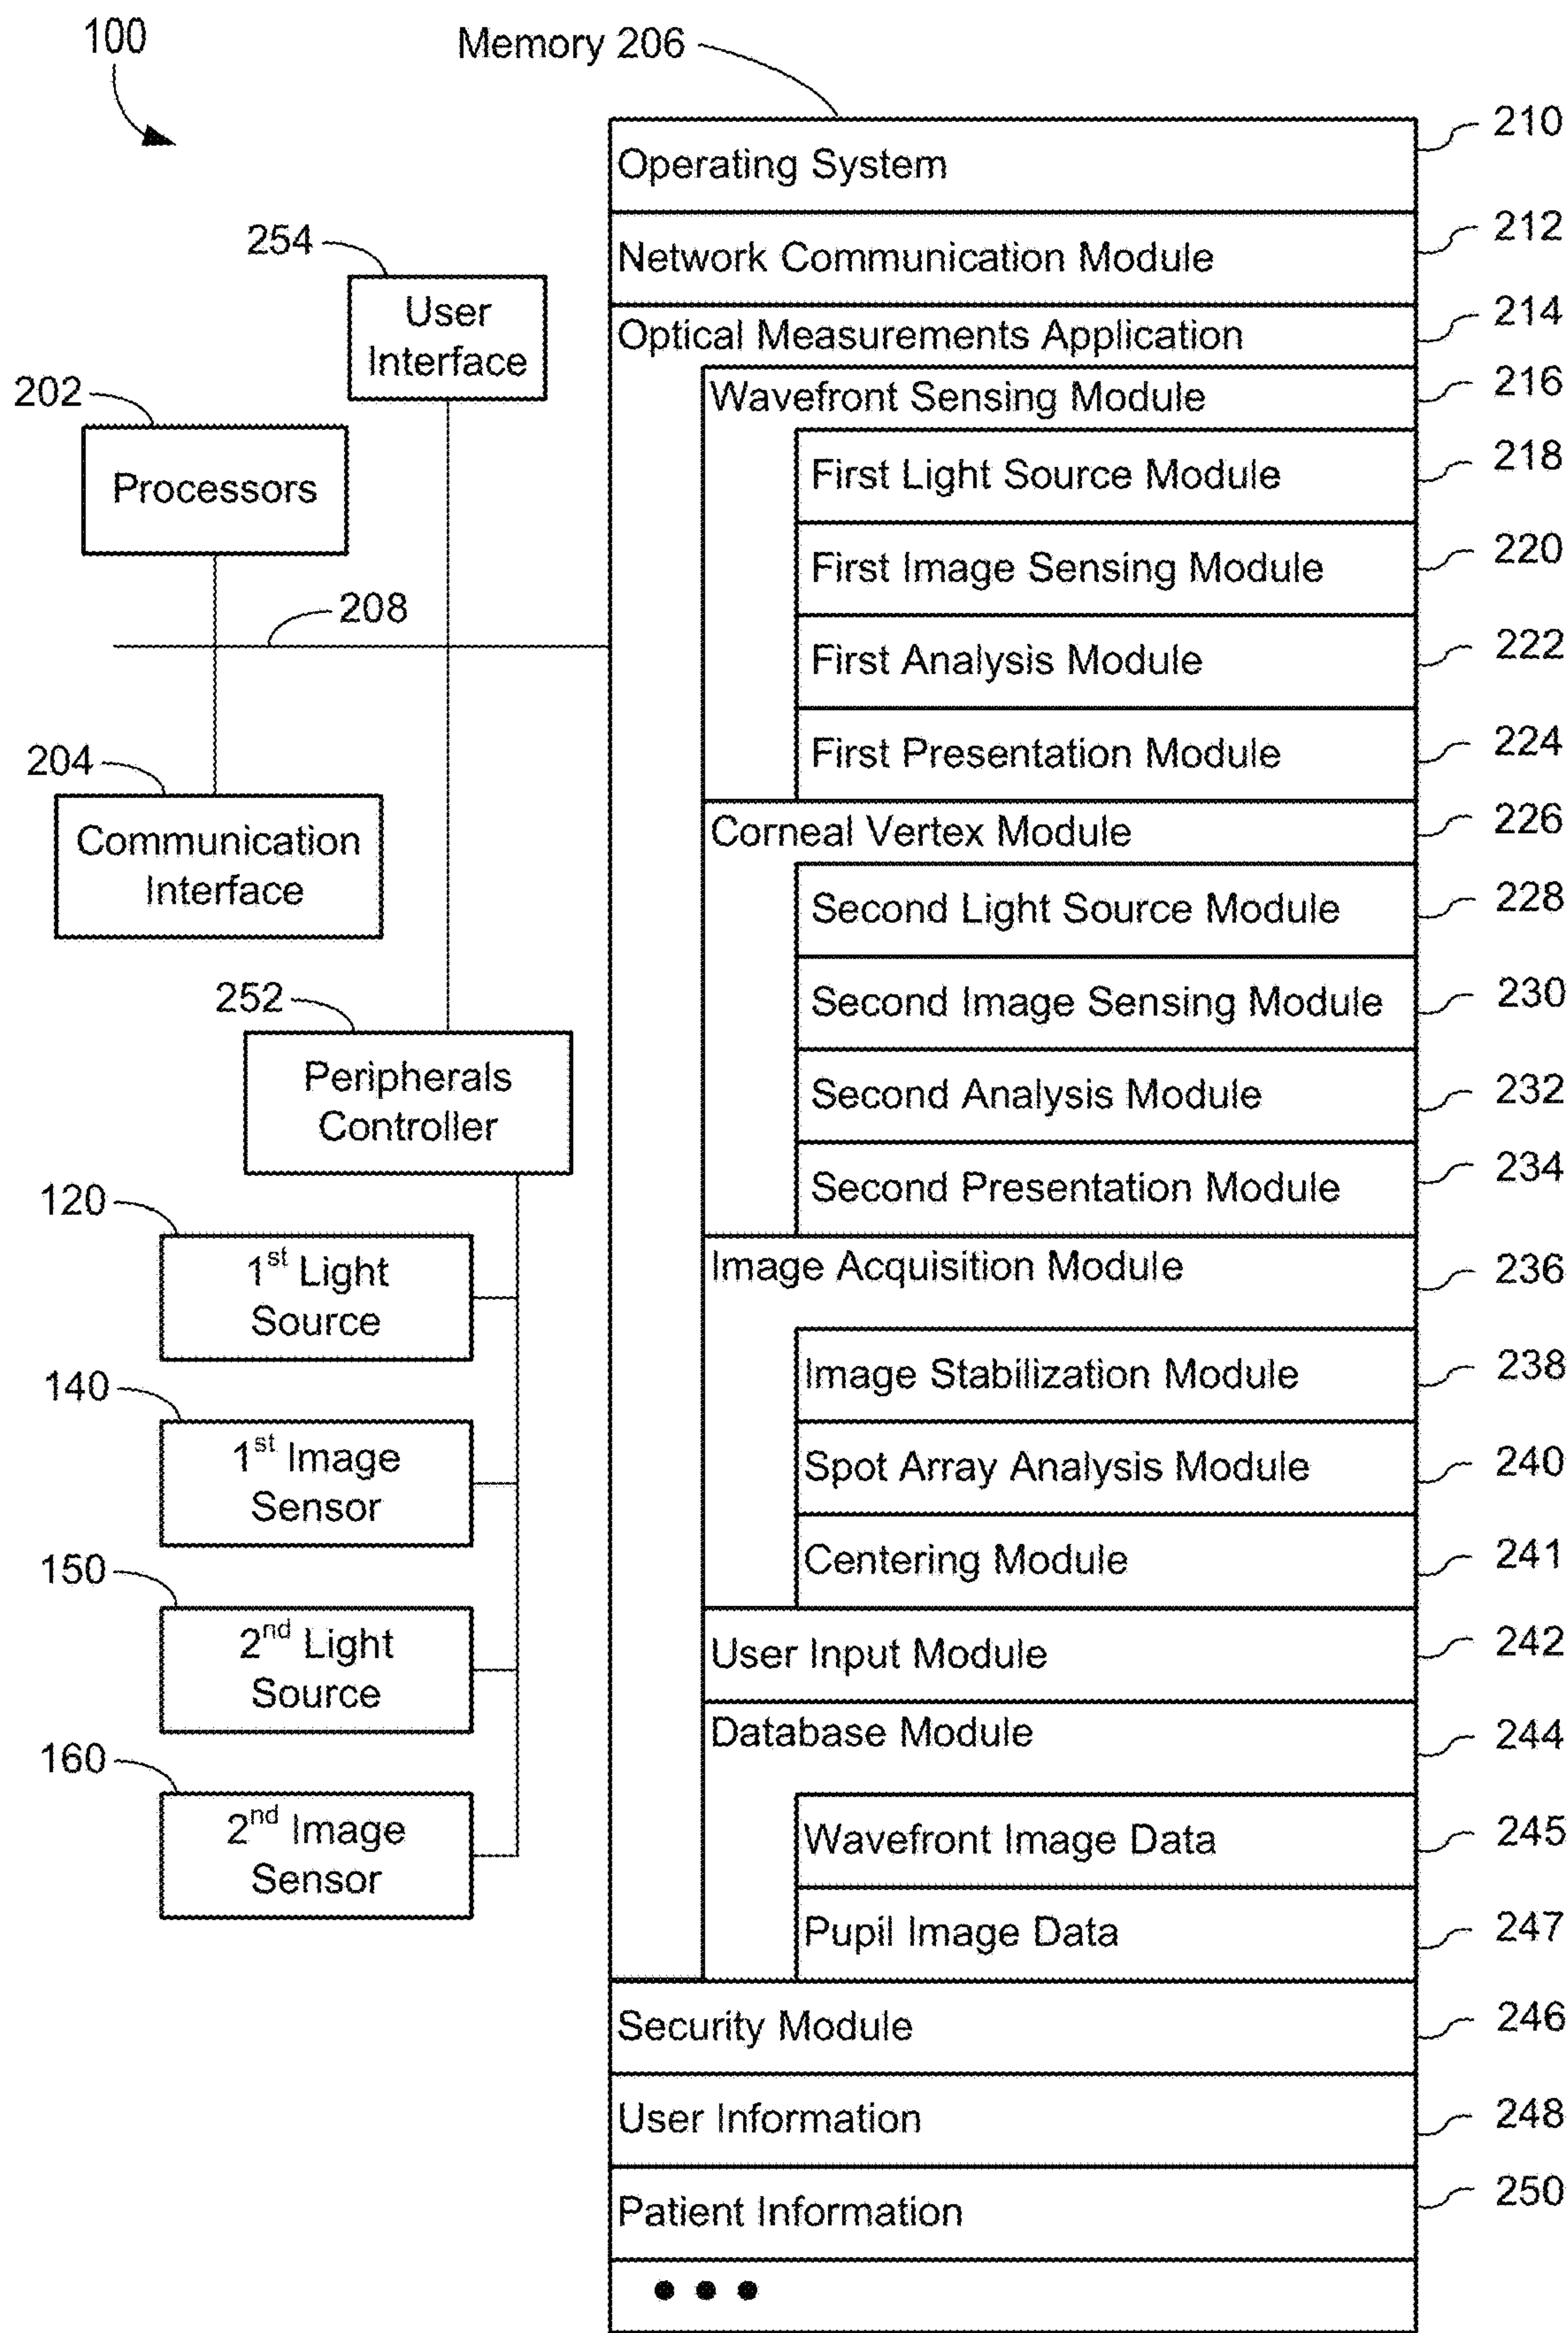 100
Memory 206
Operating System
210
Network Communication Module
212
Optical Measurements Application
214
Wavefront Sensing Module
216
First Light Source Module
218
First Image Sensing Module
220
First Analysis Module
222
First Presentation Module
224
Corneal Vertex Module
226
Second Light Source Module
228
Second Image Sensing Module
230
Second Analysis Module
232
Second Presentation Module
234
Image Acquisition Module
236
Image Stabilization Module
238
Spot Array Analysis Module
240
Centering Module
241
User Input Module
242
Database Module
244
Wavefront Image Data
245
Pupil Image Data
247
Security Module
246
User Information
248
Patient Information
250
• • •
254
User
Interface
202
Processors
208
204
Communication
Interface
252
Peripherals
Controller
120
1st Light
Source
140
1st Image
Sensor
150
2nd Light
Source
160
2nd Image
Sensor